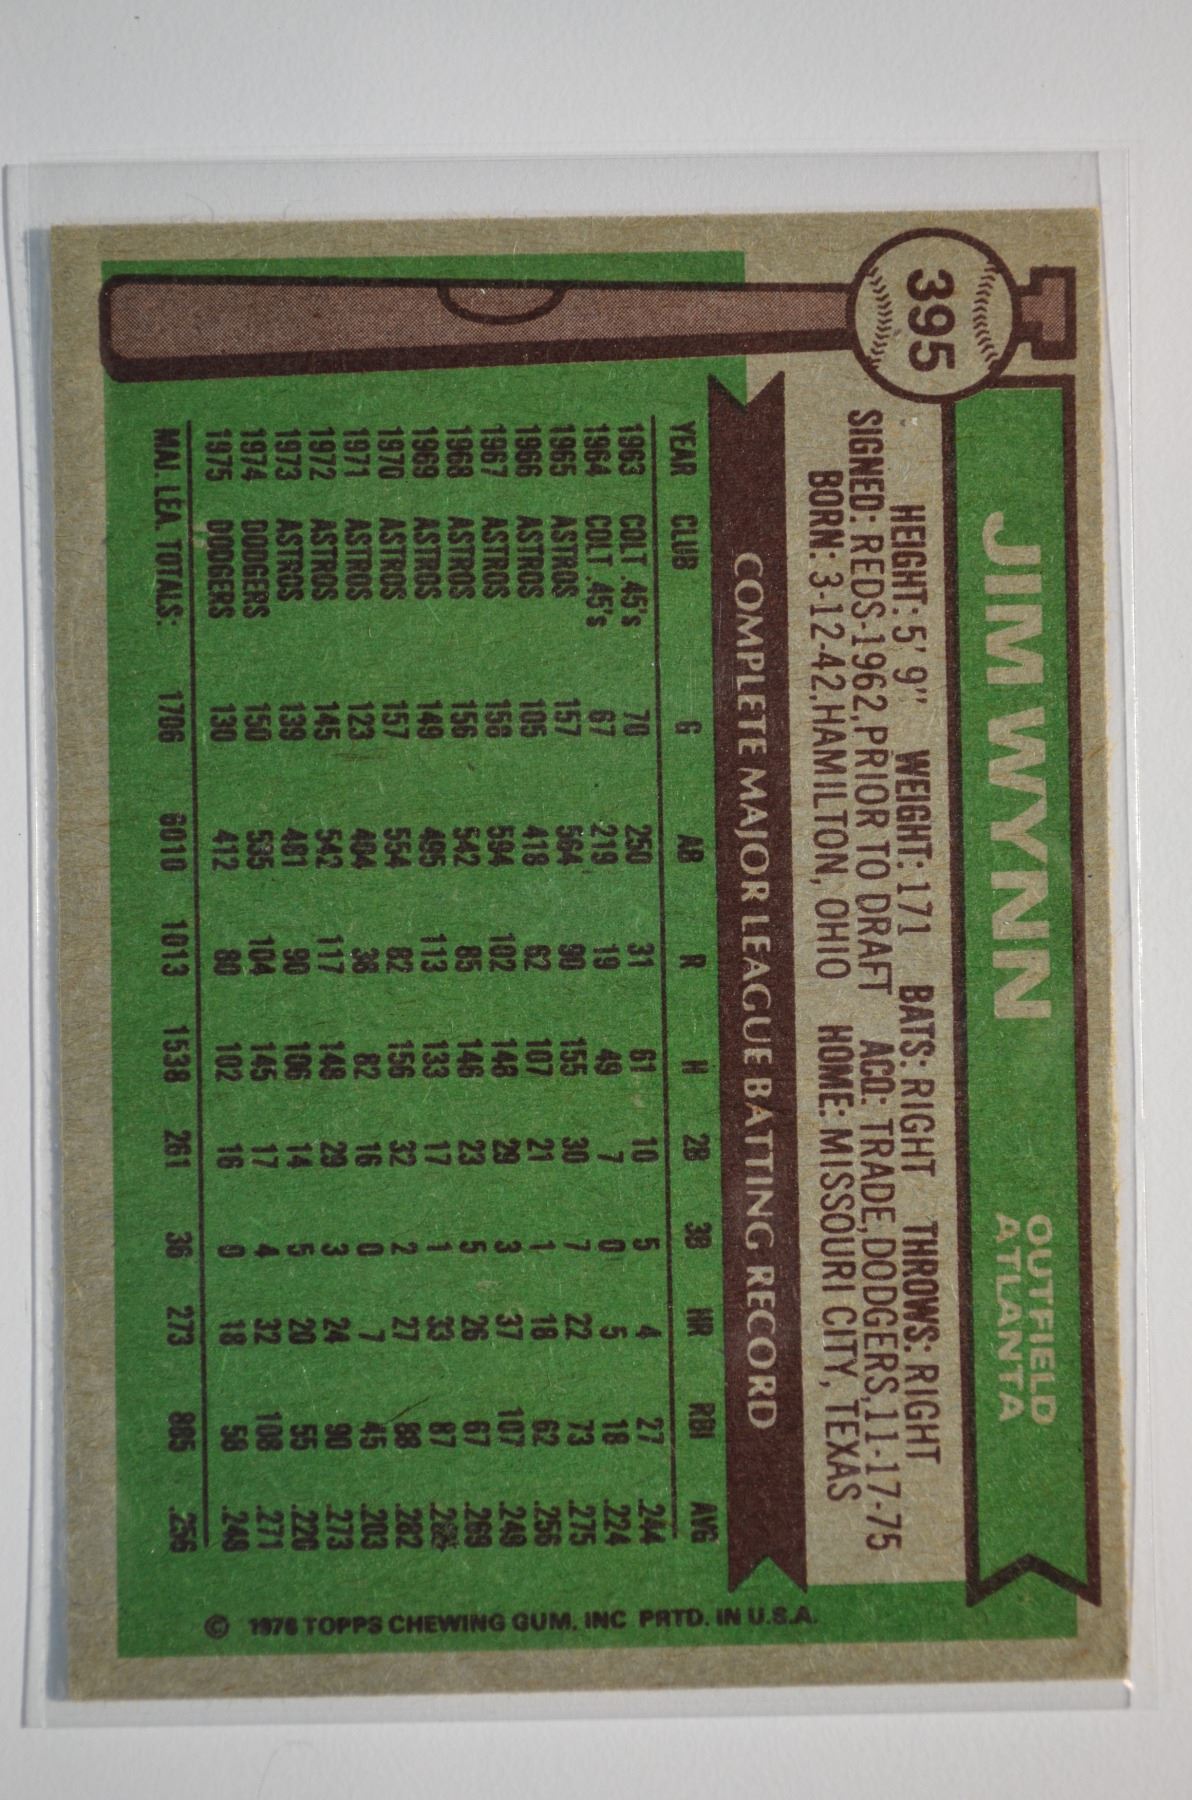 395
JIM WYNN
OUTFIELD
ATLANTA
HEIGHT: 5' 9" WEIGHT: 171 BATS: RIGHT THROWS: RIGHT
SIGNED: REDS-1962, PRIOR TO DRAFT ACQ: TRADE, DODGERS, 11-17-75
BORN: 3-12-42, HAMILTON, OHIO HOME: MISSOURI CITY, TEXAS
COMPLETE MAJOR LEAGUE BATTING RECORD
YEAR CLUB G AB R H 2B 3B HR RBI AVG
1963 COLT .45's 70 250 31 61 10 5 4 27 .244
1964 COLT .45's 67 219 19 49 7 0 5 18 .224
1965 ASTROS 157 564 90 155 30 7 22 73 .275
1966 ASTROS 105 418 62 107 21 1 18 62 .256
1967 ASTROS 158 594 102 148 29 3 37 107 .249
1968 ASTROS 156 542 85 146 23 5 26 67 .269
1969 ASTROS 149 495 113 133 17 1 33 87
1970 ASTROS 157 554 82 156 32 2 27 88 .282
1971 ASTROS 123 404 38 82 16 0 7 45 .203
1972 ASTROS 145 542 117 148 29 3 24 90 .273
1973 ASTROS 139 481 90 106 14 5 20 55 .220
1974 DODGERS 150 535 104 145 17 4 32 108 .271
1975 DODGERS 130 412 80 102 16 0 18 58 .248
MAJ. LEA. TOTALS: 1706 6010 1013 1538 261 36 273 885 .256
© 1976 TOPPS CHEWING GUM, INC PRTD. IN U.S.A.